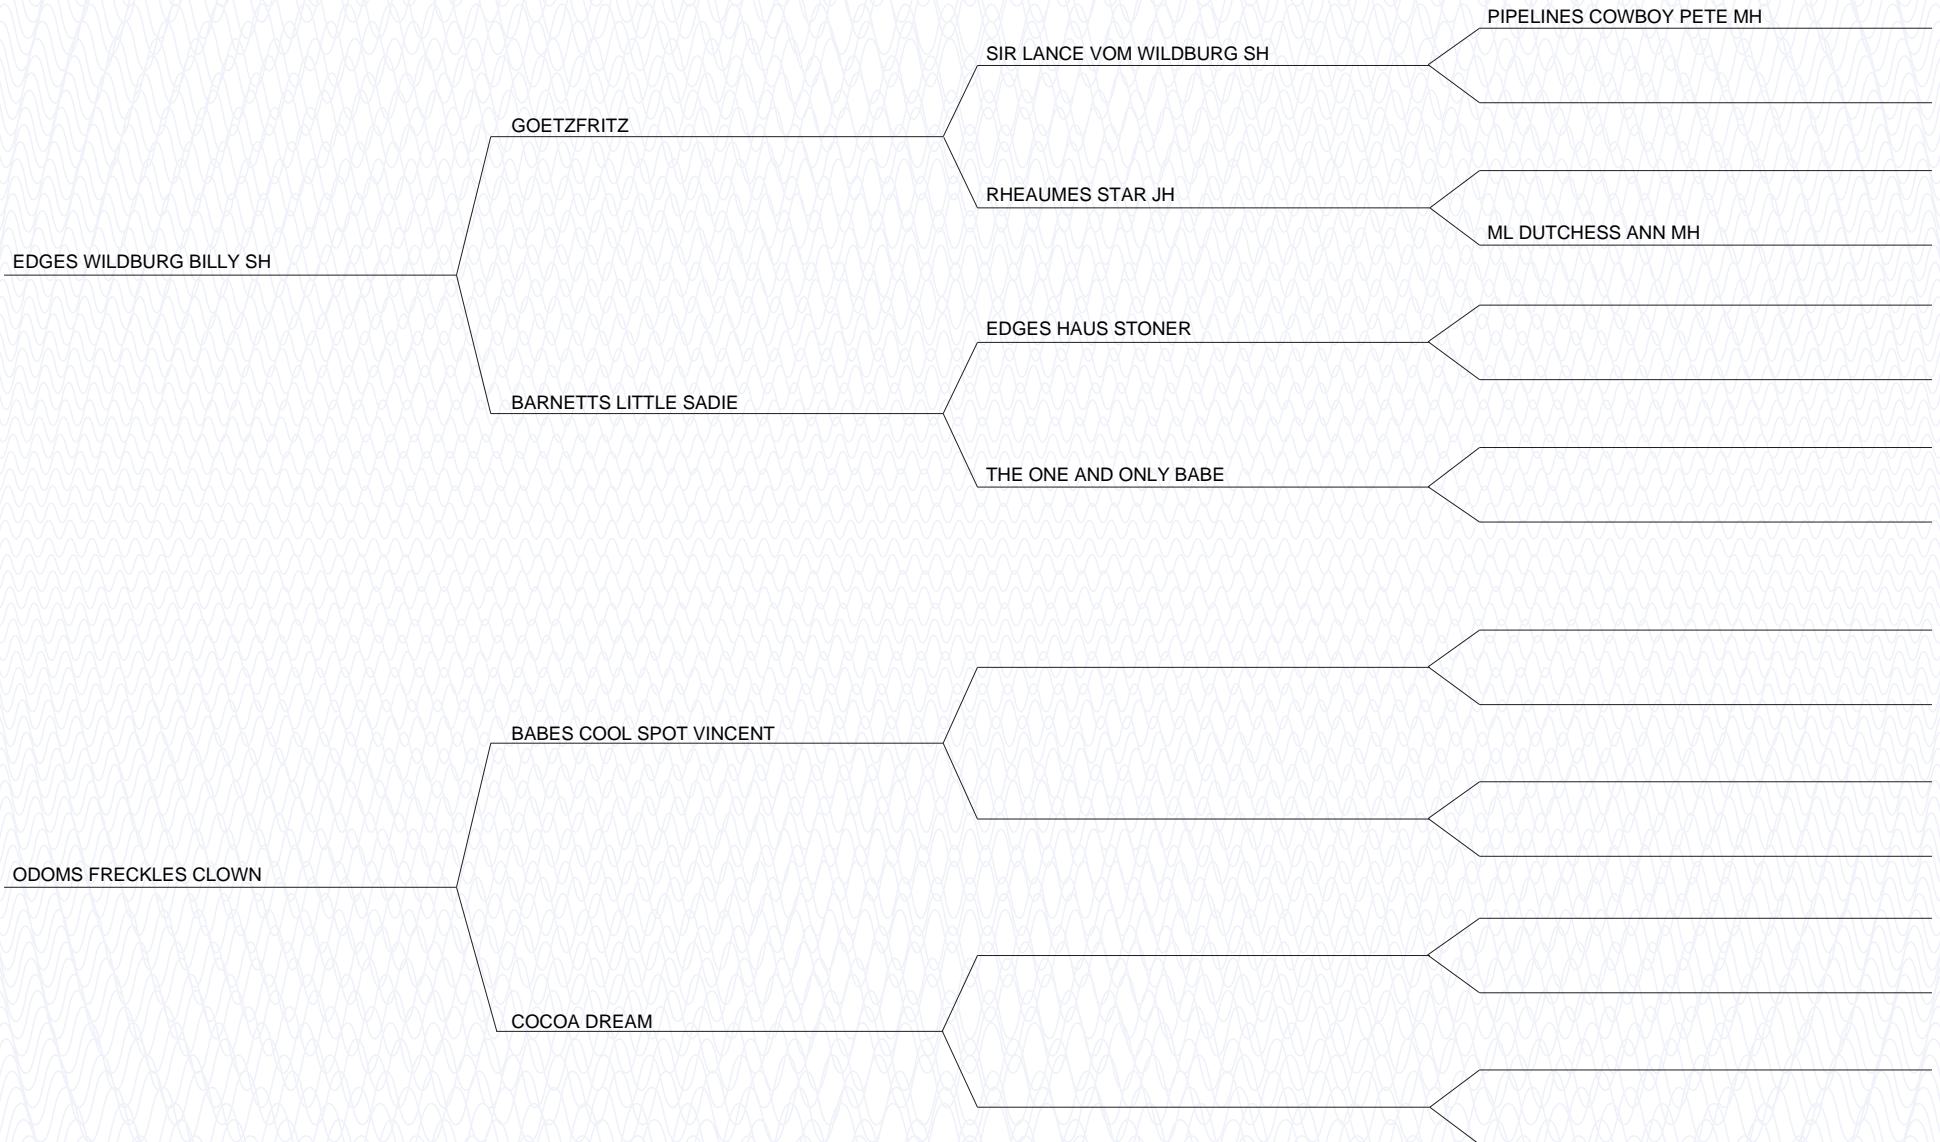 PIPELINES COWBOY PETE MH
SIR LANCE VOM WILDBURG SH
GOETZFRITZ
RHEAUMES STAR JH
ML DUTCHESS ANN MH
EDGES WILDBURG BILLY SH
EDGES HAUS STONER
BARNETTS LITTLE SADIE
THE ONE AND ONLY BABE
BABES COOL SPOT VINCENT
ODOMS FRECKLES CLOWN
COCOA DREAM